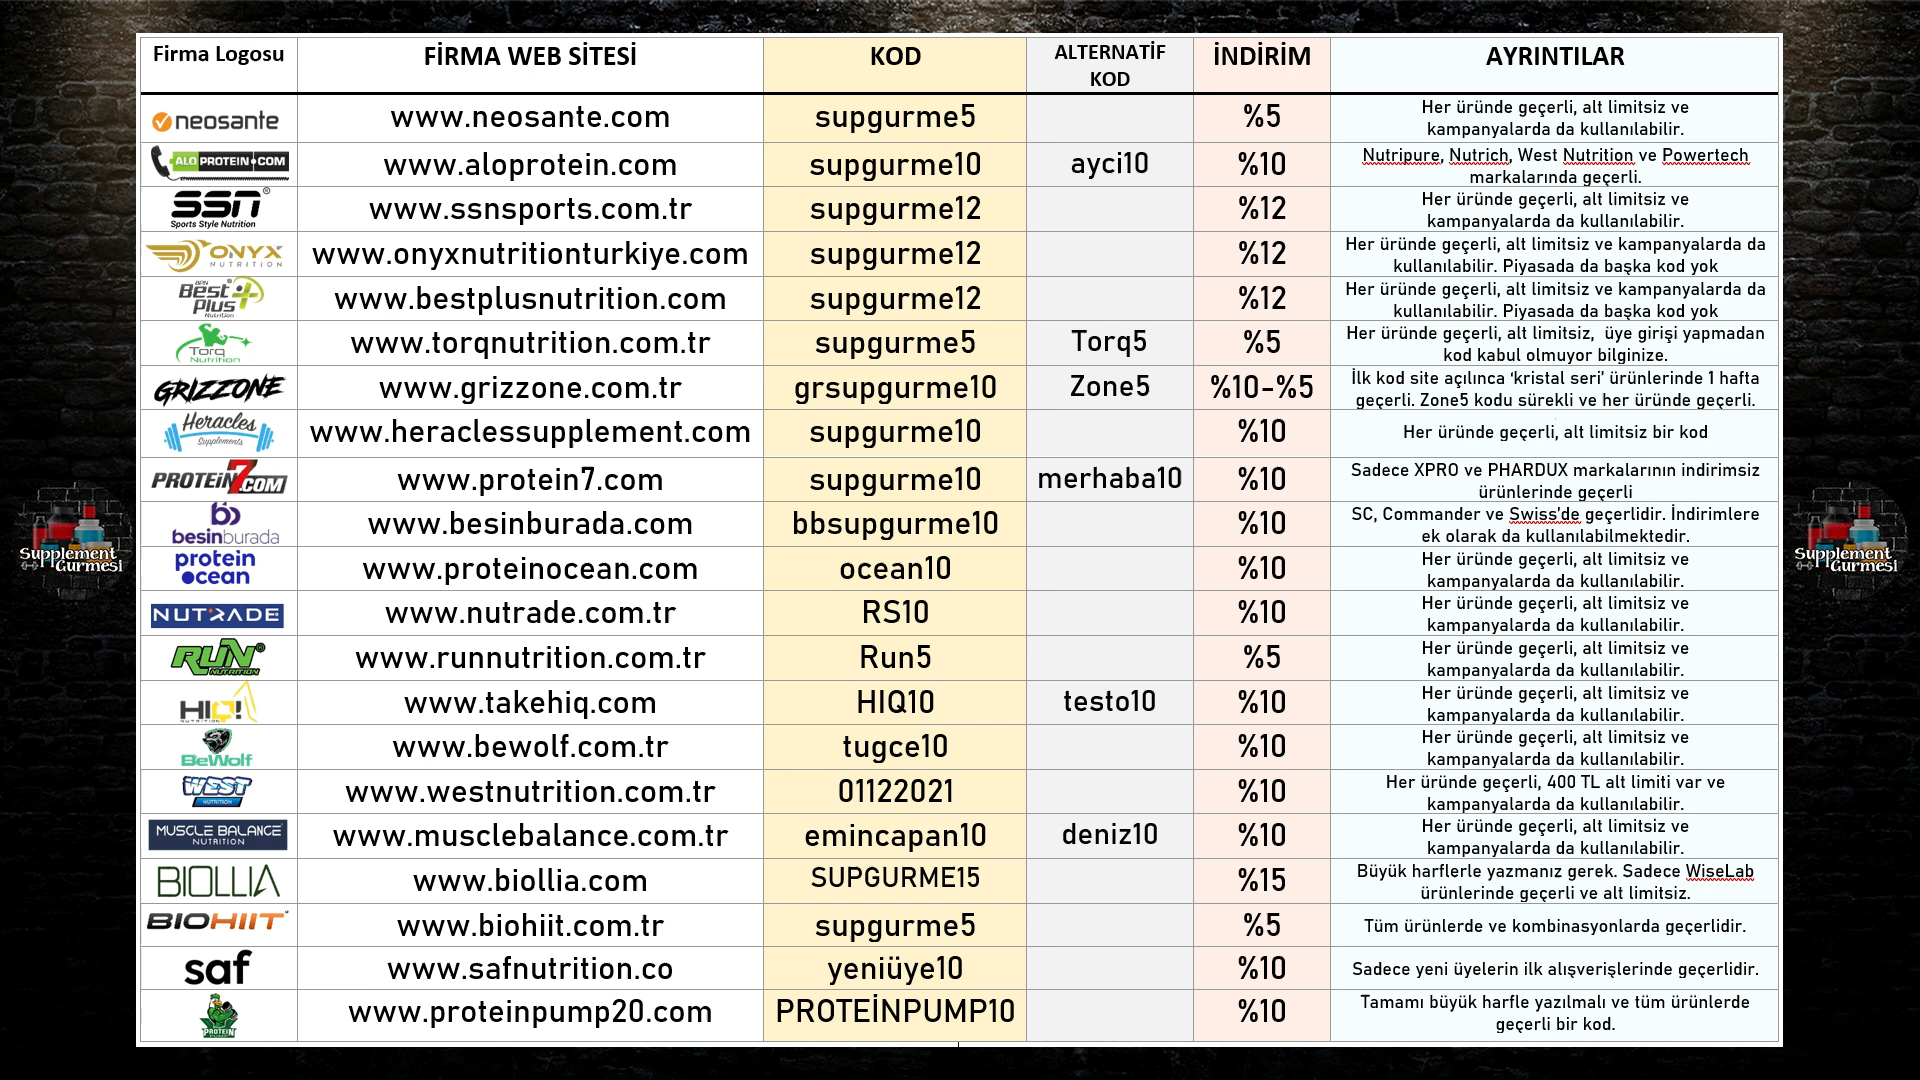 Firma Logosu FİRMA WEB SİTESİ KOD ALTERNATİF KOD İNDİRİM AYRINTILAR
neosante www.neosante.com supgurme5 %5 Her üründe geçerli, alt limitsiz ve
kampanyalarda da kullanılabilir.
ALOPROTEIN.COM www.aloprotein.com supgurme10 ayci10 %10 Nutripure, Nutrich, West Nutrition ve Powertech
markalarında geçerli.
SSN® Sports Style Nutrition www.ssnsports.com.tr supgurme12 %12 Her üründe geçerli, alt limitsiz ve
kampanyalarda da kullanılabilir.
ONYX NUTRITION www.onyxnutritionturkiye.com supgurme12 %12 Her üründe geçerli, alt limitsiz ve kampanyalarda da
kullanılabilir. Piyasada da başka kod yok
BPN Best Plus Nutrition www.bestplusnutrition.com supgurme12 %12 Her üründe geçerli, alt limitsiz ve kampanyalarda da
kullanılabilir. Piyasada da başka kod yok
Torq Nutrition www.torqnutrition.com.tr supgurme5 Torq5 %5 Her üründe geçerli, alt limitsiz,  üye girişi yapmadan
kod kabul olmuyor bilginize.
GRIZZONE www.grizzone.com.tr grsupgurme10 Zone5 %10-%5 İlk kod site açılınca ‘kristal seri’ ürünlerinde 1 hafta
geçerli. Zone5 kodu sürekli ve her üründe geçerli.
Heracles Supplements www.heraclessupplement.com supgurme10 %10 Her üründe geçerli, alt limitsiz bir kod
PROTEiN7.COM www.protein7.com supgurme10 merhaba10 %10 Sadece XPRO ve PHARDUX markalarının indirimsiz
ürünlerinde geçerli
besinburada www.besinburada.com bbsupgurme10 %10 SC, Commander ve Swiss’de geçerlidir. İndirimlere
ek olarak da kullanılabilmektedir.
protein ocean www.proteinocean.com ocean10 %10 Her üründe geçerli, alt limitsiz ve
kampanyalarda da kullanılabilir.
NUTRADE www.nutrade.com.tr RS10 %10 Her üründe geçerli, alt limitsiz ve
kampanyalarda da kullanılabilir.
RUN® NUTRITION www.runnutrition.com.tr Run5 %5 Her üründe geçerli, alt limitsiz ve
kampanyalarda da kullanılabilir.
HIQ! NUTRITION www.takehiq.com HIQ10 testo10 %10 Her üründe geçerli, alt limitsiz ve
kampanyalarda da kullanılabilir.
BeWolf www.bewolf.com.tr tugce10 %10 Her üründe geçerli, alt limitsiz ve
kampanyalarda da kullanılabilir.
WEST NUTRITION www.westnutrition.com.tr 01122021 %10 Her üründe geçerli, 400 TL alt limiti var ve
kampanyalarda da kullanılabilir.
MUSCLE BALANCE NUTRITION www.musclebalance.com.tr emincapan10 deniz10 %10 Her üründe geçerli, alt limitsiz ve
kampanyalarda da kullanılabilir.
BIOLLIA www.biollia.com SUPGURME15 %15 Büyük harflerle yazmanız gerek. Sadece WiseLab
ürünlerinde geçerli ve alt limitsiz.
BIOHIIT www.biohiit.com.tr supgurme5 %5 Tüm ürünlerde ve kombinasyonlarda geçerlidir.
saf www.safnutrition.co yeniüye10 %10 Sadece yeni üyelerin ilk alışverişlerinde geçerlidir.
PROTEIN www.proteinpump20.com PROTEİNPUMP10 %10 Tamamı büyük harfle yazılmalı ve tüm ürünlerde
geçerli bir kod.
Supplement
Gurmesi
Supplement
Gurmesi